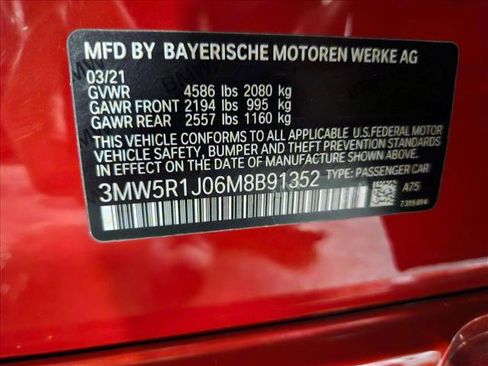 MFD BY BAYERISCHE MOTOREN WERKE AG
03/21
GVWR 4586 lbs 2080 kg
GAWR FRONT 2194 lbs 995 kg
GAWR REAR 2557 lbs 1160 kg
THIS VEHICLE CONFORMS TO ALL APPLICABLE U.S. FEDERAL MOTOR
VEHICLE SAFETY, BUMPER, AND THEFT PREVENTION STANDARDS IN
EFFECT ON THE DATE OF MANUFACTURE SHOWN ABOVE.
3MW5R1J06M8B91352 TYPE: PASSENGER CAR
A75
7315814